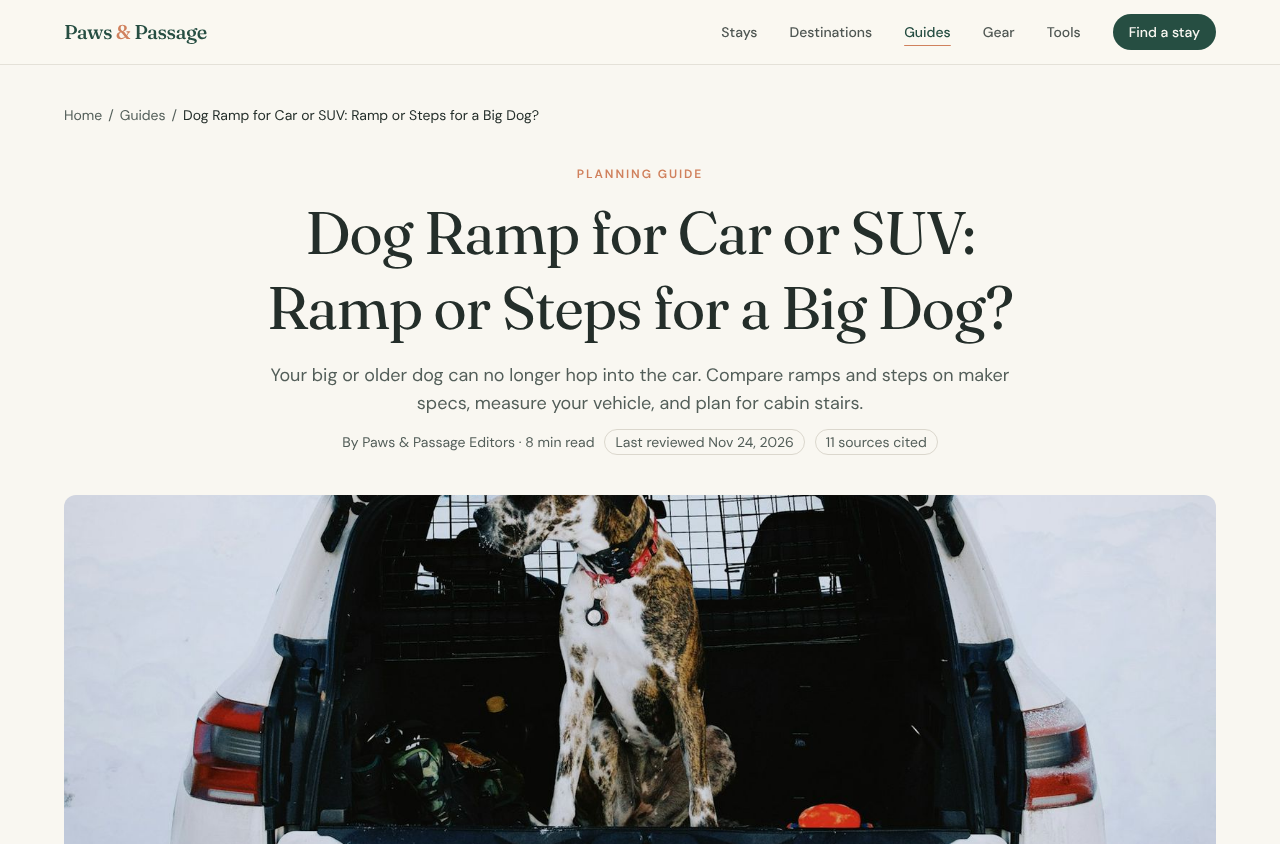 Paws & Passage
Stays
Destinations
Guides
Gear
Tools
Find a stay
Home / Guides / Dog Ramp for Car or SUV: Ramp or Steps for a Big Dog?
PLANNING GUIDE
Dog Ramp for Car or SUV:
Ramp or Steps for a Big Dog?
Your big or older dog can no longer hop into the car. Compare ramps and steps on maker
specs, measure your vehicle, and plan for cabin stairs.
By Paws & Passage Editors · 8 min read
Last reviewed Nov 24, 2026
11 sources cited